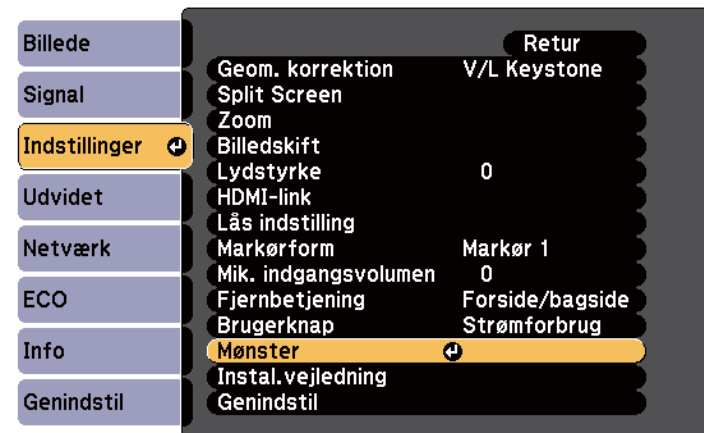 Billede
Signal
Indstillinger
Udvidet
Netværk
ECO
Info
Genindstil
Retur
Geom. korrektion V/L Keystone
Split Screen
Zoom
Billedskift
Lydstyrke 0
HDMI-link
Lås indstilling
Markørform Markør 1
Mik. indgangsvolumen 0
Fjernbetjening Forside/bagside
Brugerknap Strømforbrug
Mønster
Instal.vejledning
Genindstil